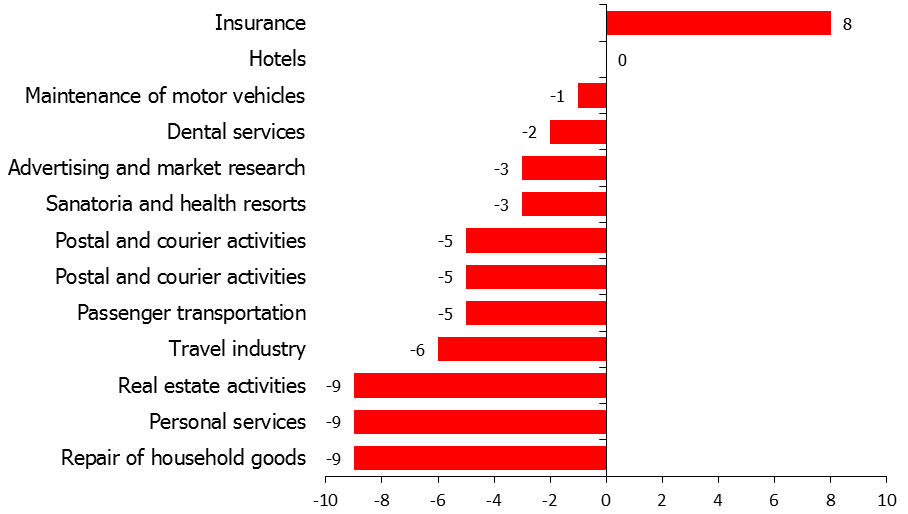 Insurance 8
Hotels 0
Maintenance of motor vehicles -1
Dental services -2
Advertising and market research -3
Sanatoria and health resorts -3
Postal and courier activities -5
Postal and courier activities -5
Passenger transportation -5
Travel industry -6
Real estate activities -9
Personal services -9
Repair of household goods -9
-10 -8 -6 -4 -2 0 2 4 6 8 10